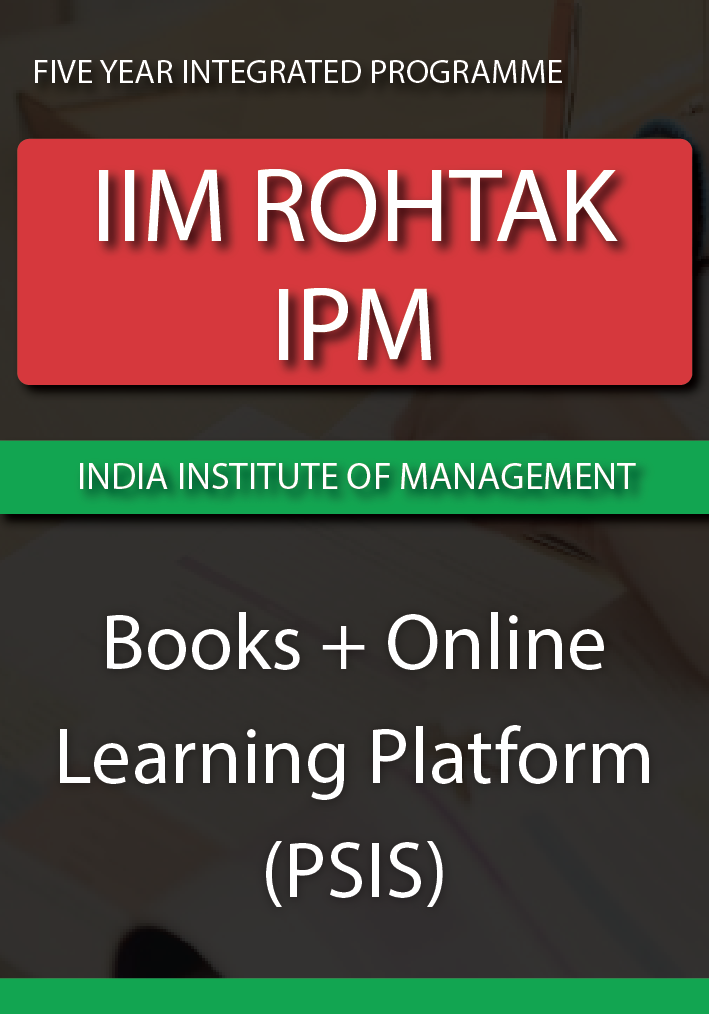 FIVE YEAR INTEGRATED PROGRAMME
IIM ROHTAK
IPM
INDIA INSTITUTE OF MANAGEMENT
Books + Online
Learning Platform
(PSIS)